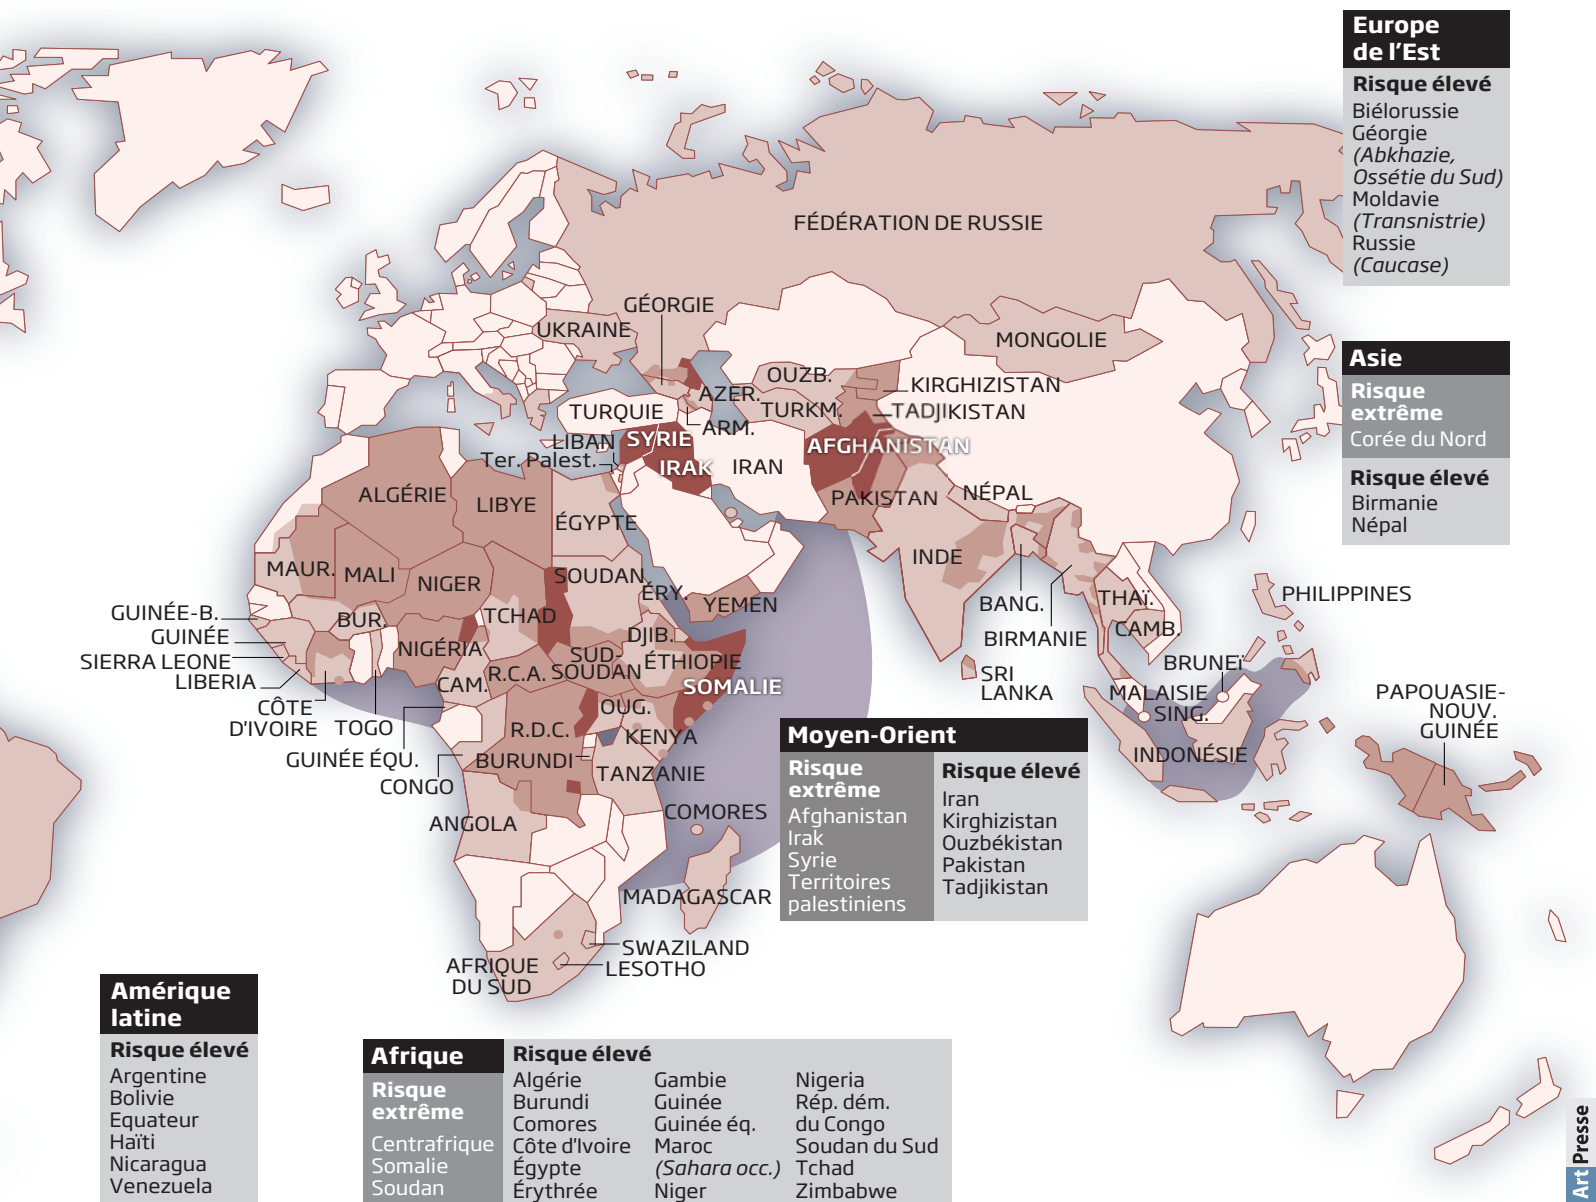 Europe
de l'Est
Risque élevé
Biélorussie
Géorgie
(Abkhazie,
Ossétie du Sud)
Moldavie
(Transnistrie)
Russie
(Caucase)
FÉDÉRATION DE RUSSIE
GÉORGIE
UKRAINE
MONGOLIE
OUZB.
KIRGHIZISTAN
AZER.
TURKM.
TADJIKISTAN
TURQUIE
ARM.
LIBAN
SYRIE
AFGHANISTAN
Ter. Palest.
IRAK
IRAN
Asie
Risque
extrême
Corée du Nord
Risque élevé
Birmanie
Népal
ALGÉRIE
LIBYE
ÉGYPTE
PAKISTAN
NÉPAL
INDE
MAUR.
MALI
NIGER
SOUDAN
ÉRY.
YEMEN
BANG.
THAÏ.
PHILIPPINES
GUINÉE-B.
BUR.
TCHAD
GUINÉE
NIGÉRIA
DJIB.
BIRMANIE
CAMB.
SIERRA LEONE
SUD-
SOUDAN
ÉTHIOPIE
BRUNEÏ
LIBERIA
CAM.
R.C.A.
SOMALIE
SRI
LANKA
MALAISIE
SING.
CÔTE
D'IVOIRE
TOGO
OUG.
PAPOUASIE-
NOUV.
GUINÉE
R.D.C.
KENYA
GUINÉE ÉQU.
BURUNDI
INDONÉSIE
CONGO
TANZANIE
ANGOLA
COMORES
MADAGASCAR
SWAZILAND
AFRIQUE
DU SUD
LESOTHO
Moyen-Orient
Risque
extrême
Afghanistan
Irak
Syrie
Territoires
palestiniens
Risque élevé
Iran
Kirghizistan
Ouzbékistan
Pakistan
Tadjikistan
Amérique
latine
Risque élevé
Argentine
Bolivie
Equateur
Haïti
Nicaragua
Venezuela
Afrique
Risque
extrême
Centrafrique
Somalie
Soudan
Risque élevé
Algérie
Burundi
Comores
Côte d'Ivoire
Égypte
Érythrée
Gambie
Guinée
Guinée éq.
Maroc
(Sahara occ.)
Niger
Nigeria
Rép. dém.
du Congo
Soudan du Sud
Tchad
Zimbabwe
Art Presse